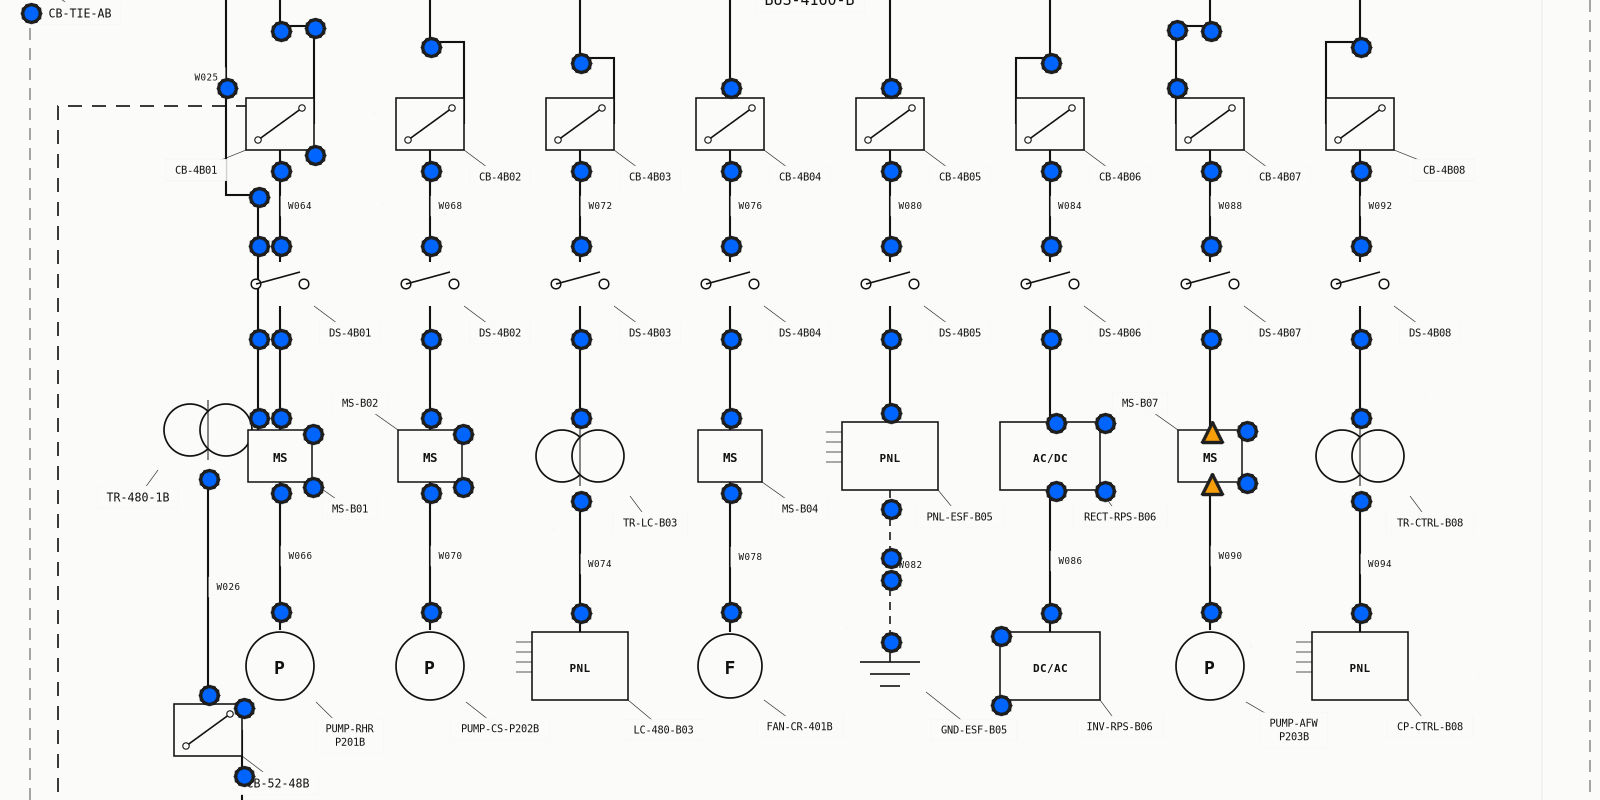 BUS-4160-B
CB-TIE-AB
W025
CB-4B01
CB-4B02
CB-4B03
CB-4B04
CB-4B05
CB-4B06
CB-4B07
CB-4B08
W064
W068
W072
W076
W080
W084
W088
W092
DS-4B01
DS-4B02
DS-4B03
DS-4B04
DS-4B05
DS-4B06
DS-4B07
DS-4B08
MS-B02
MS-B07
MS
MS
MS
PNL
AC/DC
MS
TR-480-1B
MS-B01
TR-LC-B03
MS-B04
PNL-ESF-B05
RECT-RPS-B06
TR-CTRL-B08
W026
W066
W070
W074
W078
W082
W086
W090
W094
P
P
PNL
F
DC/AC
P
PNL
PUMP-RHR
P201B
PUMP-CS-P202B
LC-480-B03
FAN-CR-401B
GND-ESF-B05
INV-RPS-B06
PUMP-AFW
P203B
CP-CTRL-B08
CB-52-48B